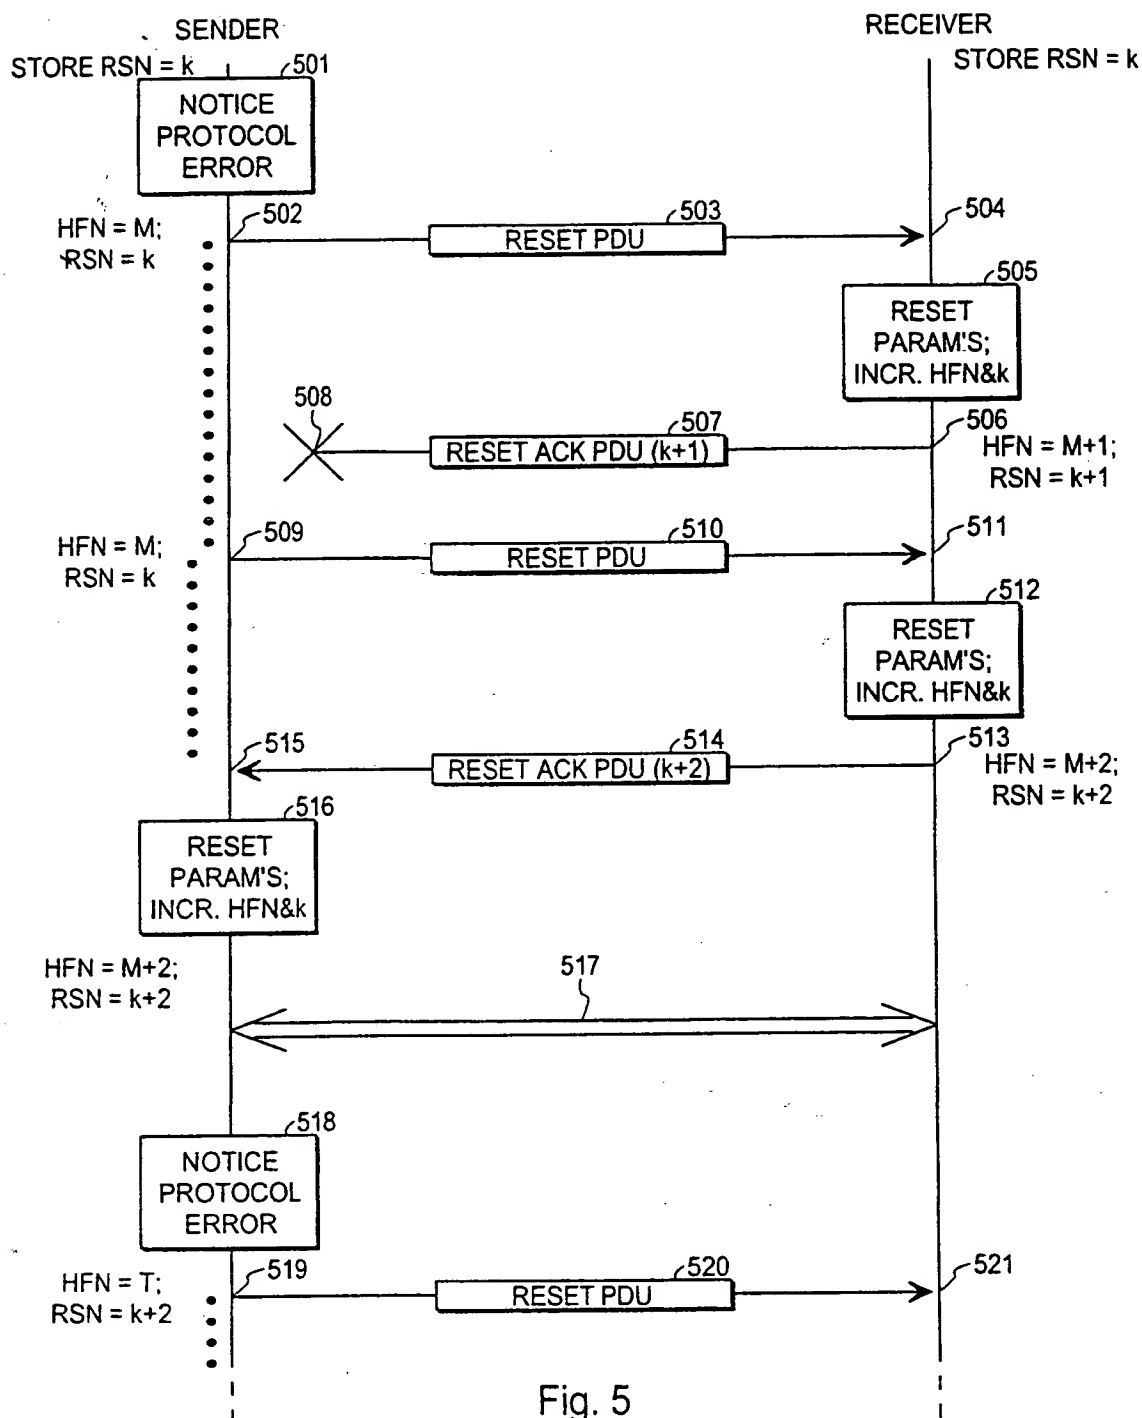 SENDER
RECEIVER
STORE RSN = k
STORE RSN = k
501
NOTICE
PROTOCOL
ERROR
HFN = M;
RSN = k
502
503
RESET PDU
504
505
RESET
PARAM'S;
INCR. HFN&k
508
507
RESET ACK PDU (k+1)
506
HFN = M+1;
RSN = k+1
HFN = M;
RSN = k
509
510
RESET PDU
511
512
RESET
PARAM'S;
INCR. HFN&k
515
514
RESET ACK PDU (k+2)
513
HFN = M+2;
RSN = k+2
516
RESET
PARAM'S;
INCR. HFN&k
HFN = M+2;
RSN = k+2
517
518
NOTICE
PROTOCOL
ERROR
HFN = T;
RSN = k+2
519
520
RESET PDU
521
Fig. 5